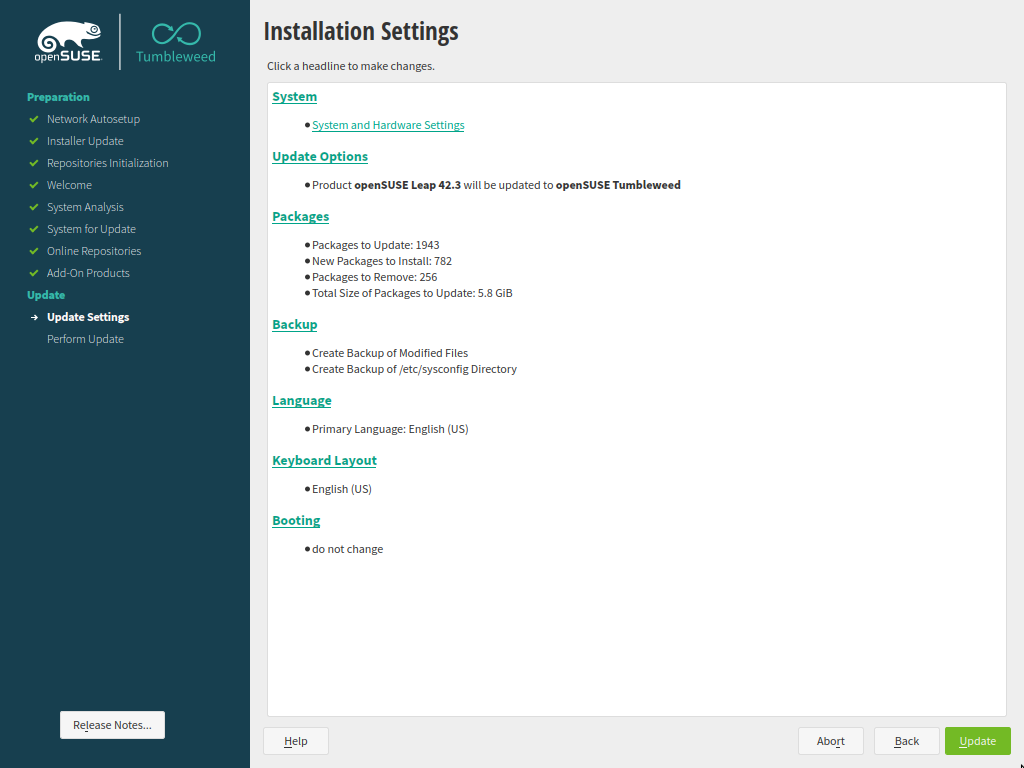 openSUSE
Tumbleweed
Preparation
Network Autosetup
Installer Update
Repositories Initialization
Welcome
System Analysis
System for Update
Online Repositories
Add-On Products
Update
Update Settings
Perform Update
Release Notes...
Installation Settings
Click a headline to make changes.
System
System and Hardware Settings
Update Options
Product openSUSE Leap 42.3 will be updated to openSUSE Tumbleweed
Packages
Packages to Update: 1943
New Packages to Install: 782
Packages to Remove: 256
Total Size of Packages to Update: 5.8 GiB
Backup
Create Backup of Modified Files
Create Backup of /etc/sysconfig Directory
Language
Primary Language: English (US)
Keyboard Layout
English (US)
Booting
do not change
Help
Abort
Back
Update